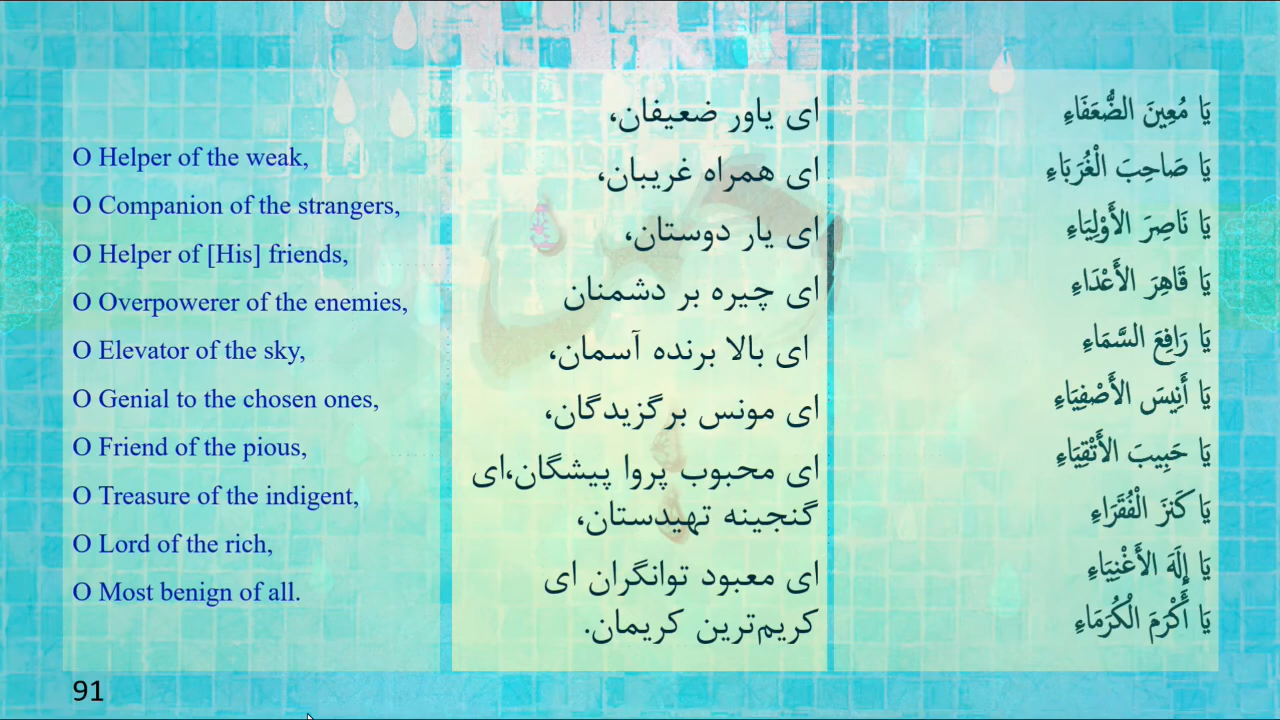 O Helper of the weak,
O Companion of the strangers,
O Helper of [His] friends,
O Overpowerer of the enemies,
O Elevator of the sky,
O Genial to the chosen ones,
O Friend of the pious,
O Treasure of the indigent,
O Lord of the rich,
O Most benign of all.
ای یاور ضعیفان،
ای همراه غریبان،
ای یار دوستان،
ای چیره بر دشمنان
ای بالا برنده آسمان،
ای مونس برگزیدگان،
ای محبوب پروا پیشگان،ای
گنجینه تهیدستان،
ای معبود توانگران ای
کریم‌ترین کریمان.
يَا مُعِينَ الضُّعَفَاءِ
يَا صَاحِبَ الْغُرَبَاءِ
يَا نَاصِرَ الأَوْلِيَاءِ
يَا قَاهِرَ الأَعْدَاءِ
يَا رَافِعَ السَّمَاءِ
يَا أَنِيسَ الأَصْفِيَاءِ
يَا حَبِيبَ الأَتْقِيَاءِ
يَا كَنزَ الْفُقَرَاءِ
يَا إِلَهَ الأَغْنِيَاءِ
يَا أَكْرَمَ الْكُرَمَاءِ
91